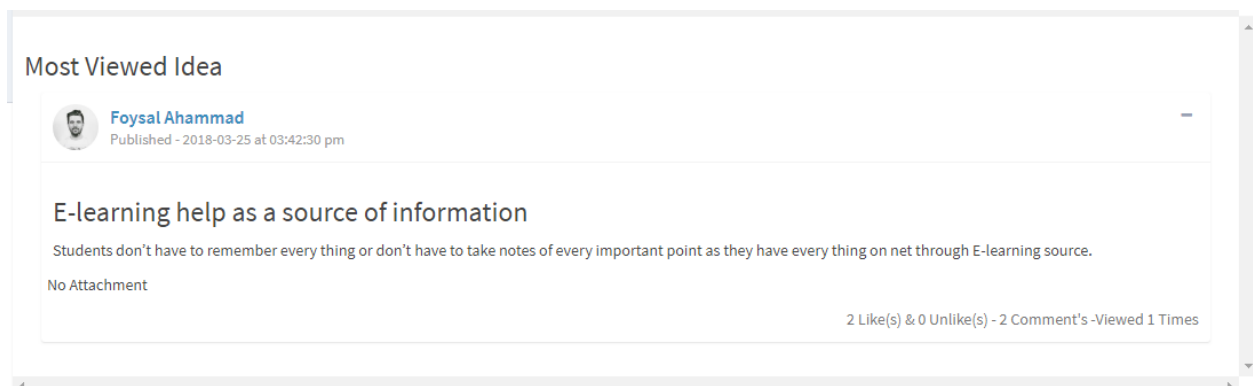 Most Viewed Idea
Foysal Ahammad
Published - 2018-03-25 at 03:42:30 pm
E-learning help as a source of information
Students don't have to remember every thing or don't have to take notes of every important point as they have every thing on net through E-learning source.
No Attachment
2 Like(s) & 0 Unlike(s) - 2 Comment's -Viewed 1 Times